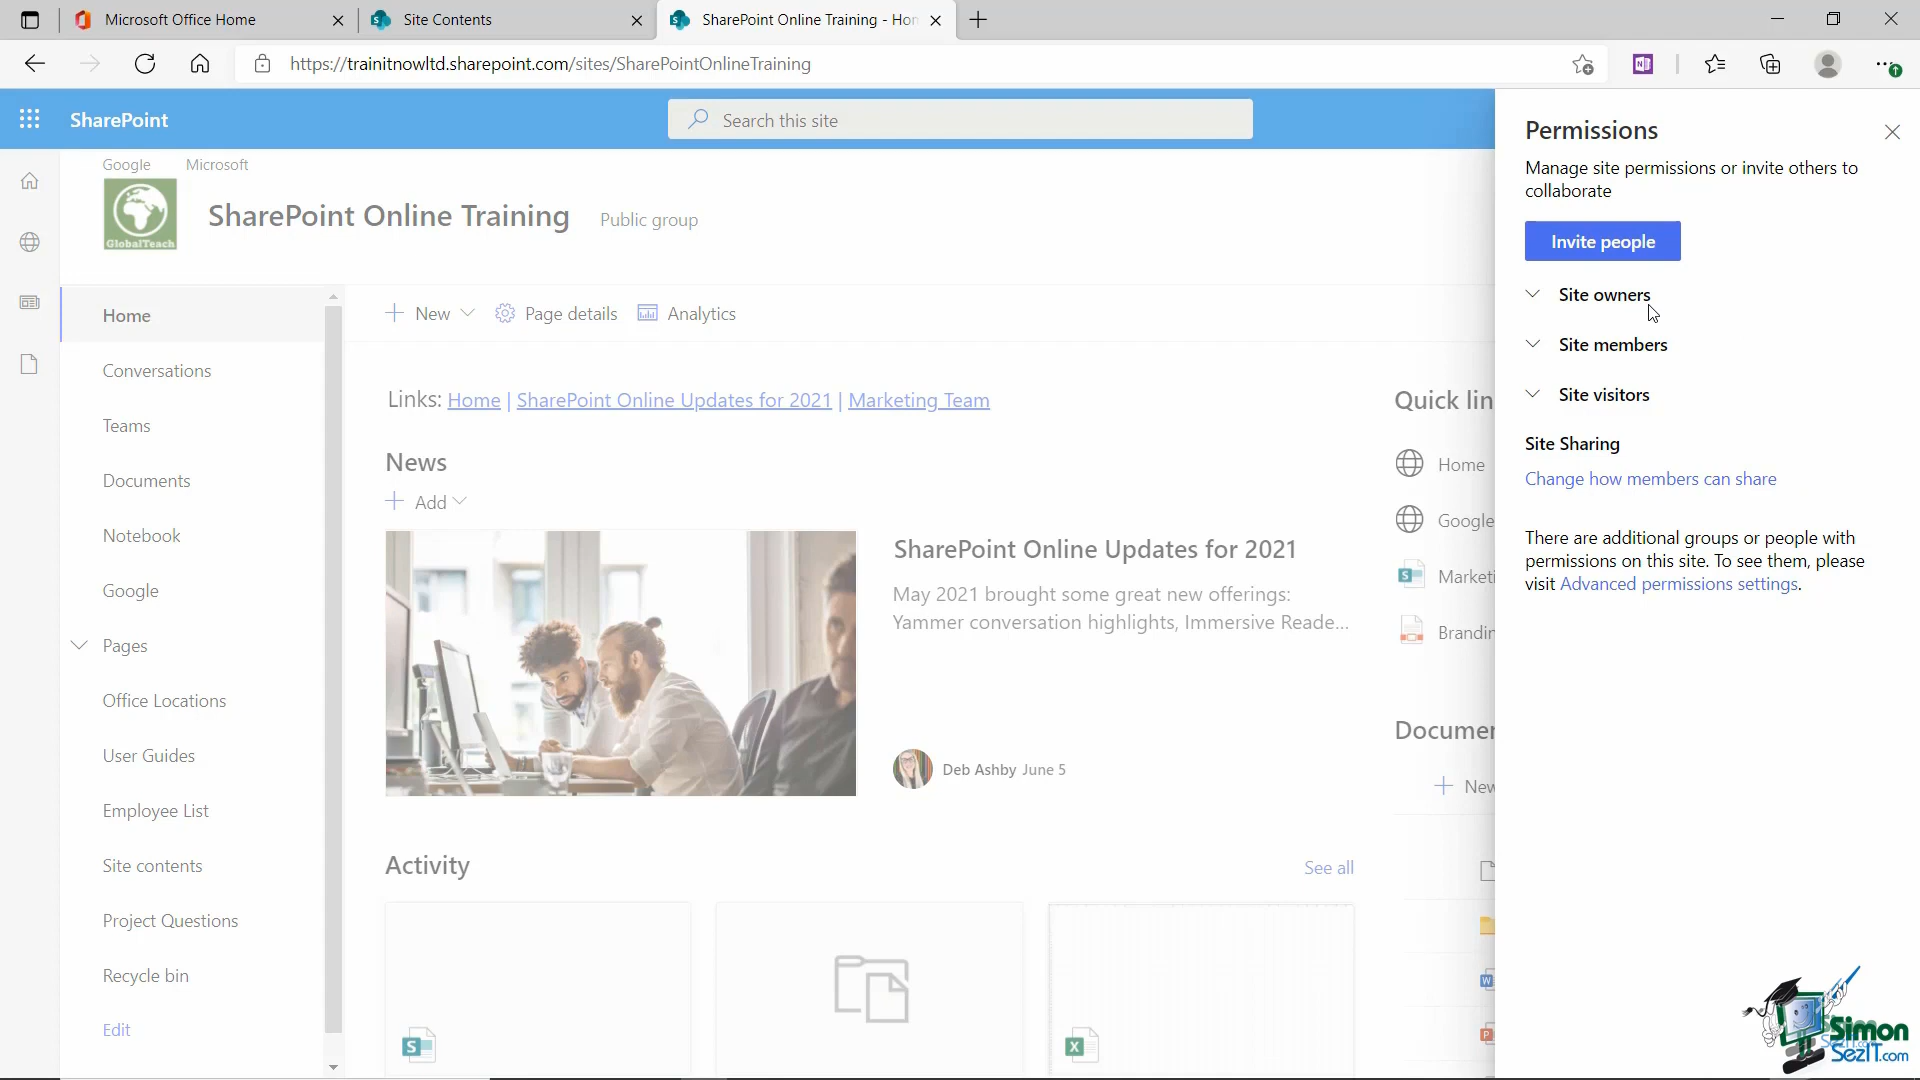 Microsoft Office Home
Site Contents
SharePoint Online Training - Hor
https://trainitnowltd.sharepoint.com/sites/SharePointOnlineTraining
SharePoint
Search this site
Google
Microsoft
GlobalTeach
SharePoint Online Training
Public group
Home
Conversations
Teams
Documents
Notebook
Google
Pages
Office Locations
User Guides
Employee List
Site contents
Project Questions
Recycle bin
Edit
New
Page details
Analytics
Links: Home | SharePoint Online Updates for 2021 | Marketing Team
News
Add
SharePoint Online Updates for 2021
May 2021 brought some great new offerings:
Yammer conversation highlights, Immersive Reade...
Deb Ashby June 5
Activity
See all
Quick lin
Home
Google
Marketi
Brandin
Documen
New
Permissions
Manage site permissions or invite others to
collaborate
Invite people
Site owners
Site members
Site visitors
Site Sharing
Change how members can share
There are additional groups or people with
permissions on this site. To see them, please
visit Advanced permissions settings.
Simon
SezIT.com